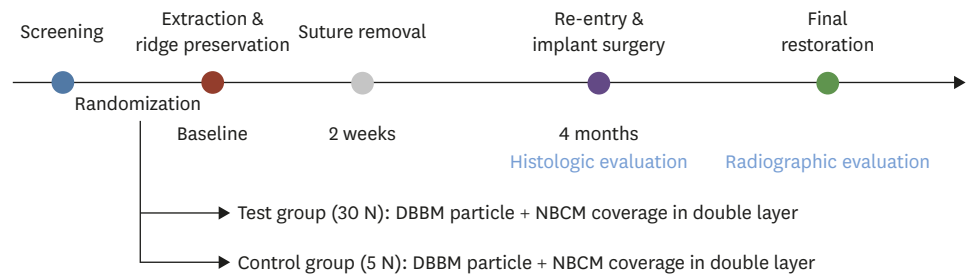 Screening
Extraction &
ridge preservation
Suture removal
Re-entry &
implant surgery
Final
restoration
Randomization
Baseline
2 weeks
4 months
Histologic evaluation
Radiographic evaluation
Test group (30 N): DBBM particle + NBCM coverage in double layer
Control group (5 N): DBBM particle + NBCM coverage in double layer